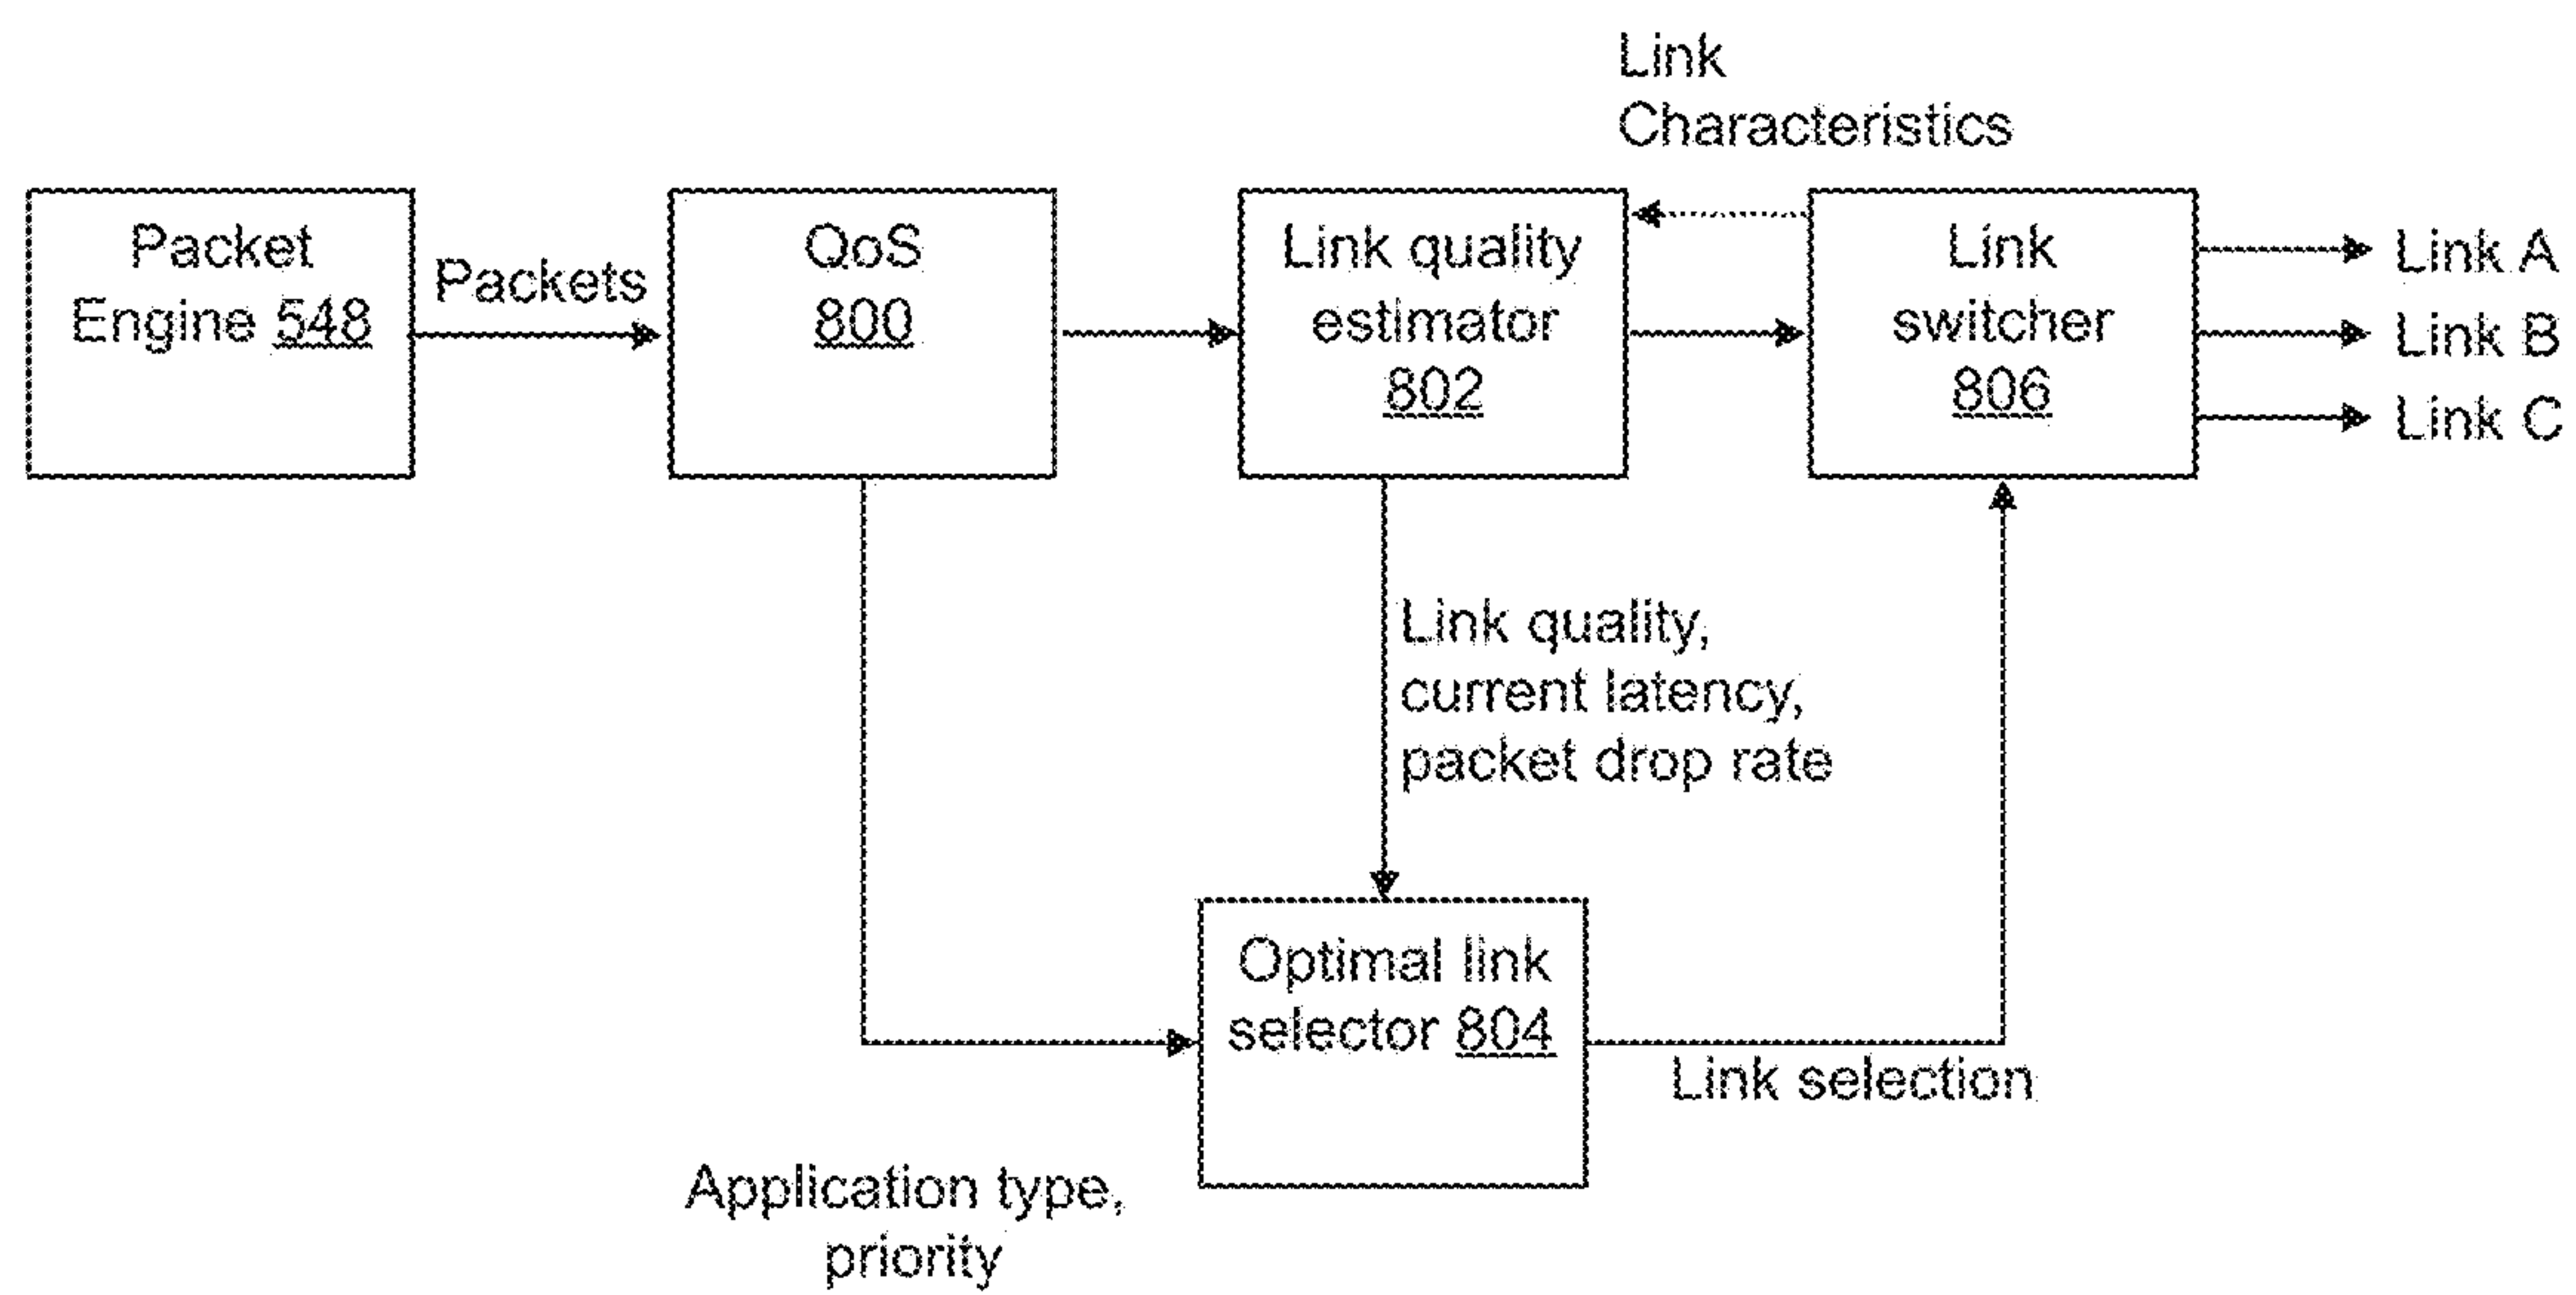 Link
Characteristics
Packet
Engine 548
Packets
QoS
800
Link quality
estimator
802
Link
switcher
806
Link A
Link B
Link C
Link quality,
current latency,
packet drop rate
Optimal link
selector 804
Link selection
Application type,
priority